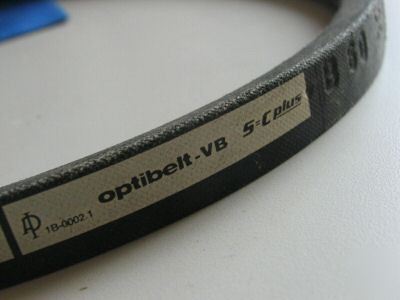 optibelt-VB S=C plus
1B-0002.1